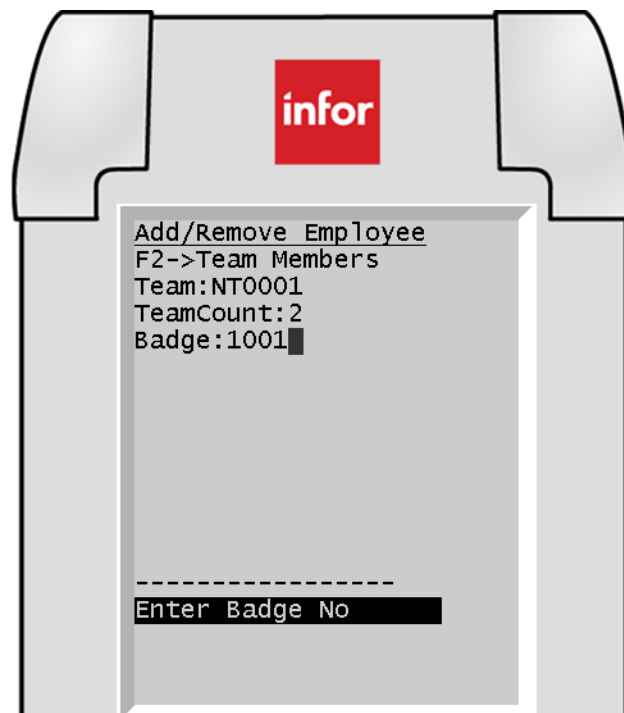 infor
Add/Remove Employee
F2->Team Members
Team:NT0001
TeamCount:2
Badge:1001
-----------------
Enter Badge No